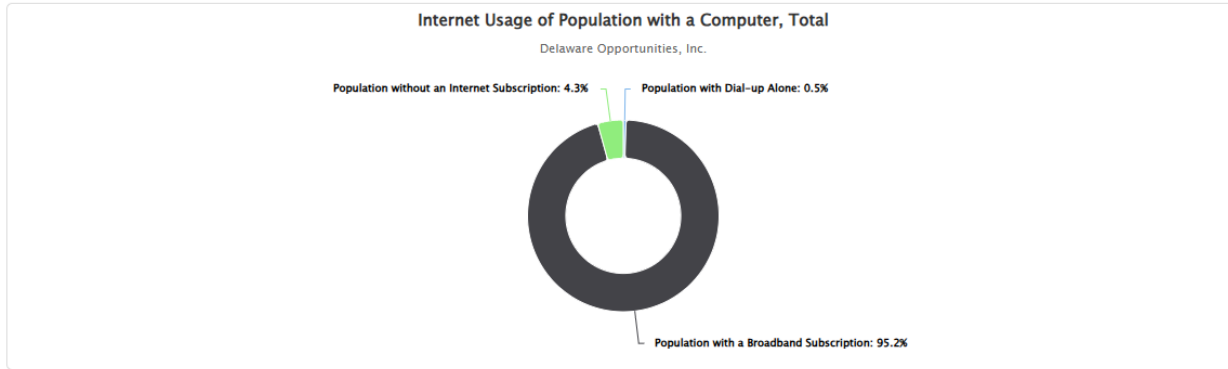 Internet Usage of Population with a Computer, Total
Delaware Opportunities, Inc.
Population without an Internet Subscription: 4.3%
Population with Dial-up Alone: 0.5%
Population with a Broadband Subscription: 95.2%